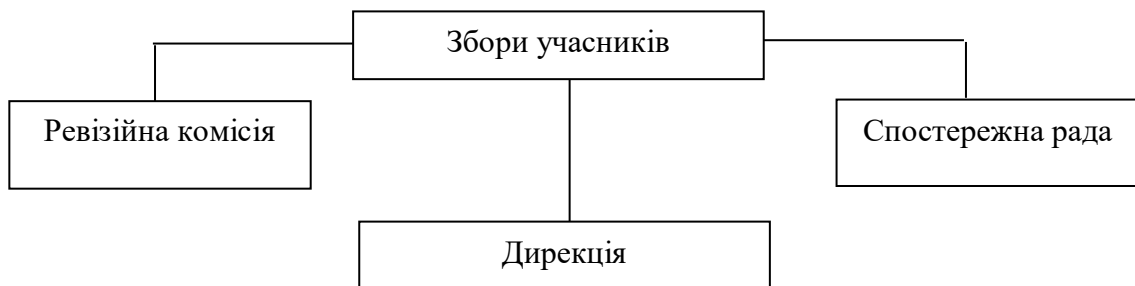 Збори учасників
Ревізійна комісія
Спостережна рада
Дирекція